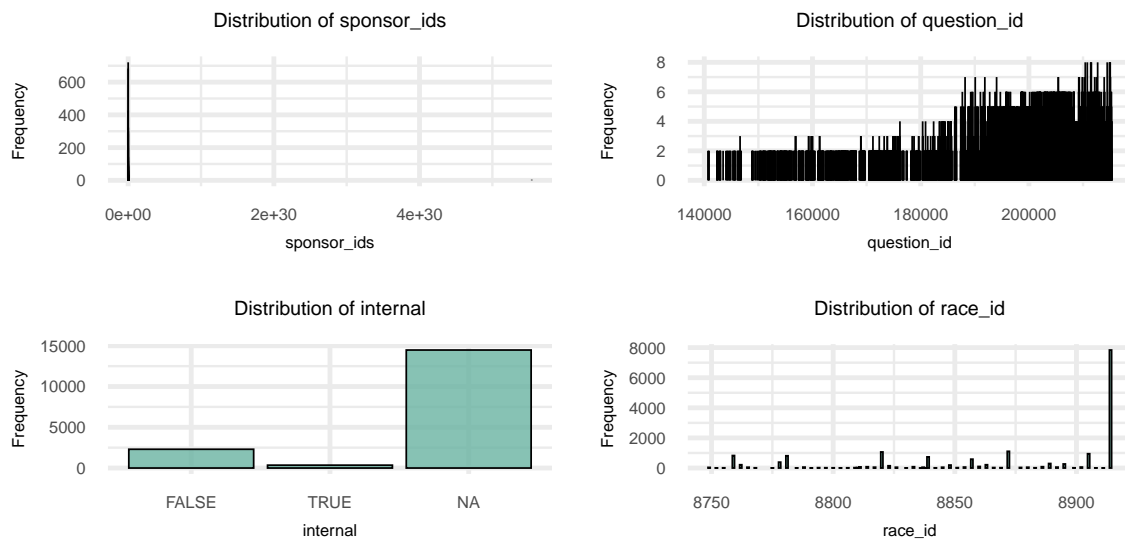 Distribution of sponsor_ids
Frequency
600
400
200
0
0e+00 2e+30 4e+30
sponsor_ids
Distribution of question_id
Frequency
8
6
4
2
0
140000 160000 180000 200000
question_id
Distribution of internal
Frequency
15000
10000
5000
0
FALSE TRUE NA
internal
Distribution of race_id
Frequency
8000
6000
4000
2000
0
8750 8800 8850 8900
race_id